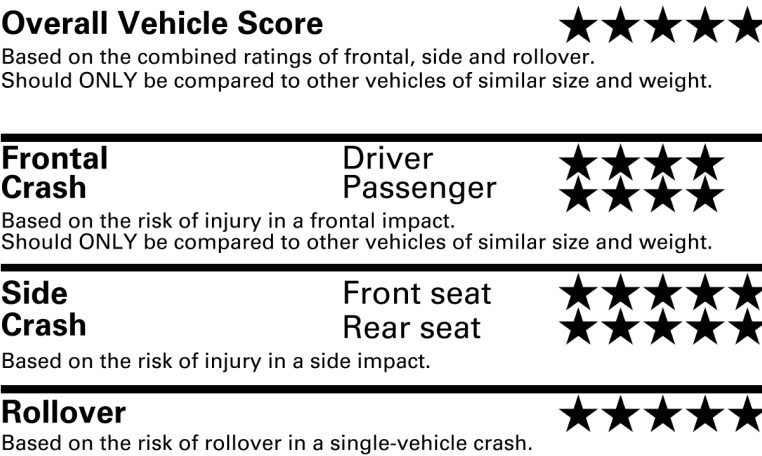 Overall Vehicle Score ★★★★★
Based on the combined ratings of frontal, side and rollover.
Should ONLY be compared to other vehicles of similar size and weight.
Frontal Driver ★★★★
Crash Passenger ★★★★
Based on the risk of injury in a frontal impact.
Should ONLY be compared to other vehicles of similar size and weight.
Side Front seat ★★★★★
Crash Rear seat ★★★★★
Based on the risk of injury in a side impact.
Rollover ★★★★★
Based on the risk of rollover in a single-vehicle crash.